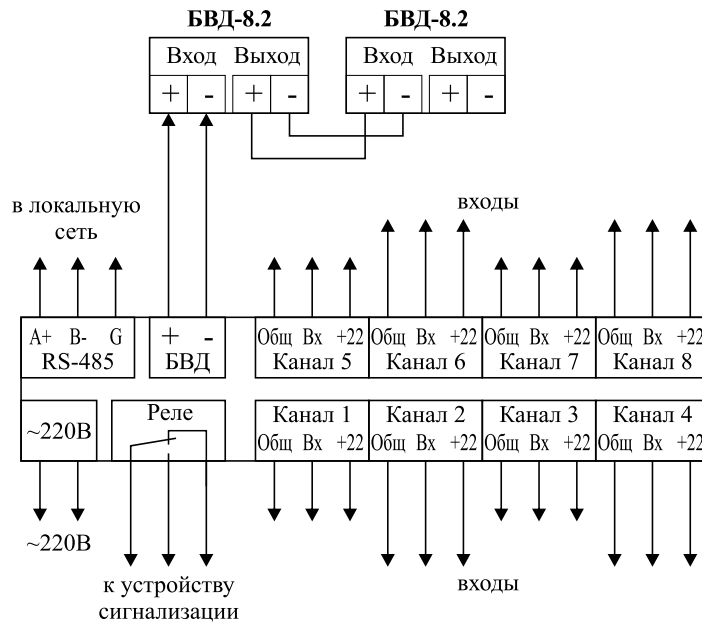 БВД-8.2 БВД-8.2
Вход Выход Вход Выход
+ - + - + - + -
в локальную
сеть
входы
A+ B- G + - Общ Вх +22 Общ Вх +22 Общ Вх +22 Общ Вх +22
RS-485 БВД Канал 5 Канал 6 Канал 7 Канал 8
~220В Реле Канал 1 Канал 2 Канал 3 Канал 4
Общ Вх +22 Общ Вх +22 Общ Вх +22 Общ Вх +22
~220В
к устройству
сигнализации
входы